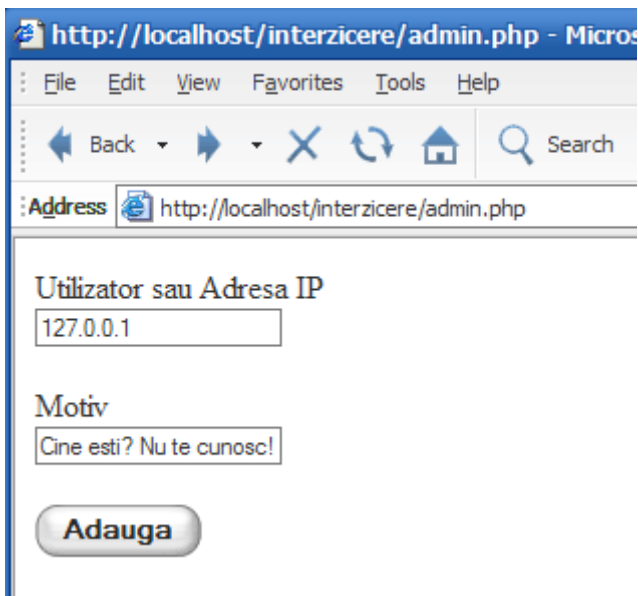 http://localhost/interzicere/admin.php - Micros
File Edit View Favorites Tools Help
Back Search
Address http://localhost/interzicere/admin.php
Utilizator sau Adresa IP
127.0.0.1
Motiv
Cine esti? Nu te cunosc!
Adauga